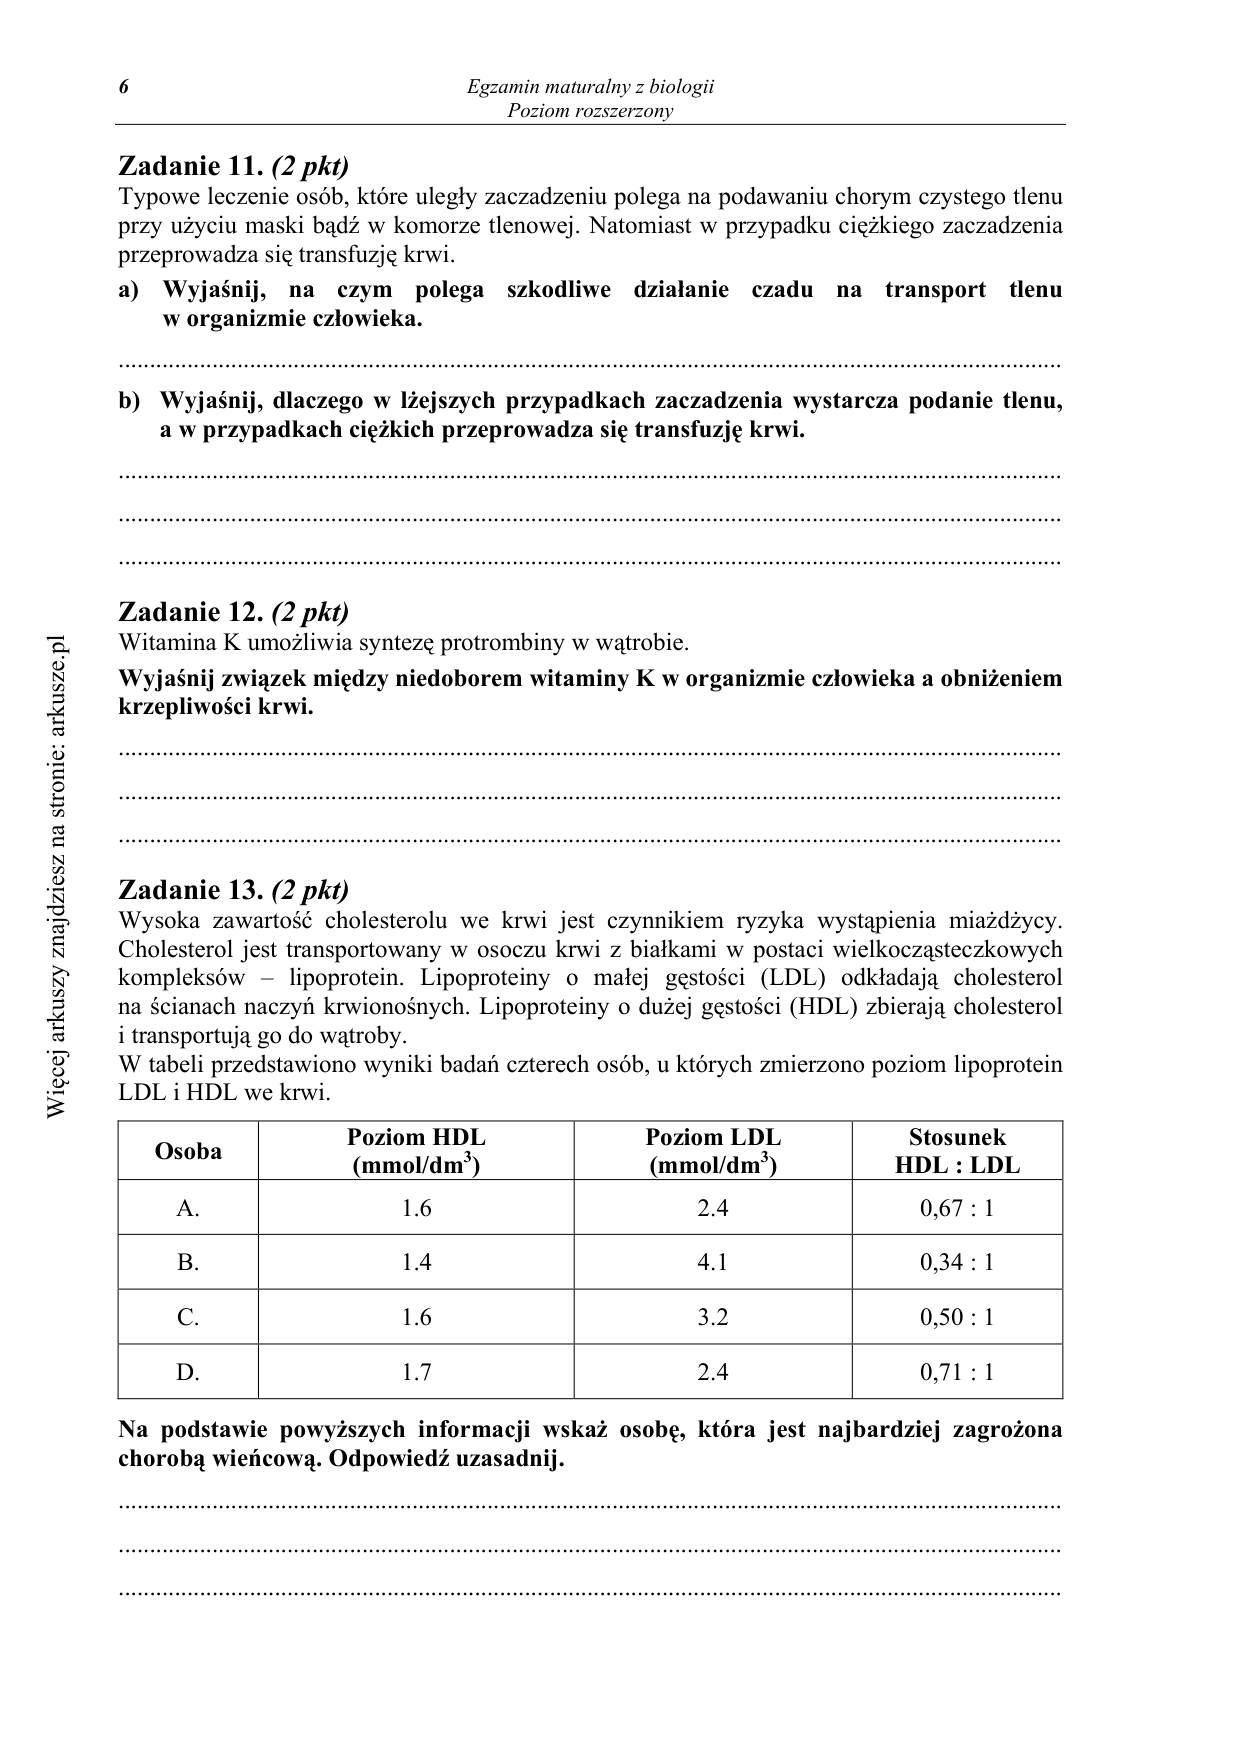 6
Egzamin maturalny z biologii
Poziom rozszerzony
Zadanie 11. (2 pkt)
Typowe leczenie osób, które uległy zaczadzeniu polega na podawaniu chorym czystego tlenu
przy użyciu maski bądź w komorze tlenowej. Natomiast w przypadku ciężkiego zaczadzenia
przeprowadza się transfuzję krwi.
a) Wyjaśnij, na czym polega szkodliwe działanie czadu na transport tlenu
w organizmie człowieka.
b) Wyjaśnij, dlaczego w lżejszych przypadkach zaczadzenia wystarcza podanie tlenu,
a w przypadkach ciężkich przeprowadza się transfuzję krwi.
Zadanie 12. (2 pkt)
Witamina K umożliwia syntezę protrombiny w wątrobie.
Wyjaśnij związek między niedoborem witaminy K w organizmie człowieka a obniżeniem
krzepliwości krwi.
Zadanie 13. (2 pkt)
Wysoka zawartość cholesterolu we krwi jest czynnikiem ryzyka wystąpienia miażdżycy.
Cholesterol jest transportowany w osoczu krwi z białkami w postaci wielkocząsteczkowych
kompleksów – lipoprotein. Lipoproteiny o małej gęstości (LDL) odkładają cholesterol
na ścianach naczyń krwionośnych. Lipoproteiny o dużej gęstości (HDL) zbierają cholesterol
i transportują go do wątroby.
W tabeli przedstawiono wyniki badań czterech osób, u których zmierzono poziom lipoprotein
LDL i HDL we krwi.
Osoba | Poziom HDL (mmol/dm³) | Poziom LDL (mmol/dm³) | Stosunek HDL : LDL
A. | 1.6 | 2.4 | 0,67 : 1
B. | 1.4 | 4.1 | 0,34 : 1
C. | 1.6 | 3.2 | 0,50 : 1
D. | 1.7 | 2.4 | 0,71 : 1
Na podstawie powyższych informacji wskaż osobę, która jest najbardziej zagrożona
chorobą wieńcową. Odpowiedź uzasadnij.
Więcej arkuszy znajdziesz na stronie: arkusze.pl